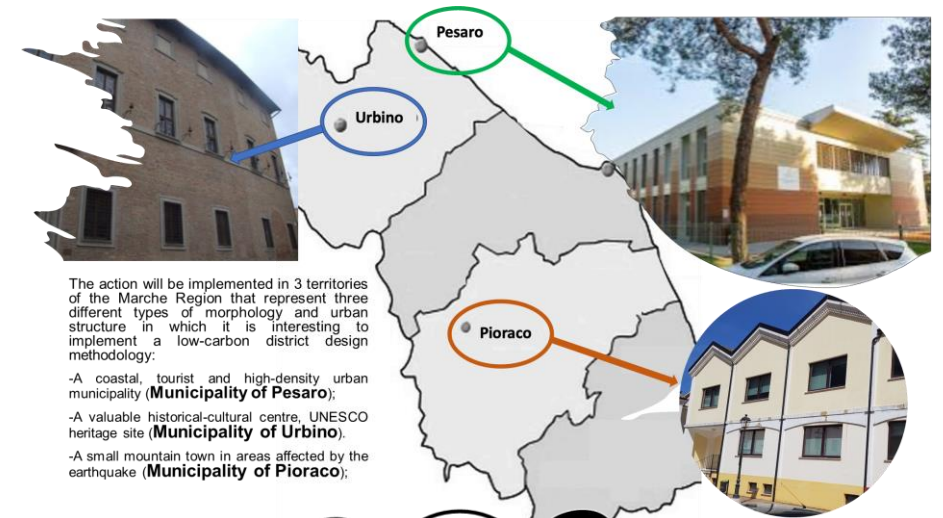 Pesaro
Urbino
The action will be implemented in 3 territories
of the Marche Region that represent three
different types of morphology and urban
structure in which it is interesting to
implement a low-carbon district design
methodology:
-A coastal, tourist and high-density urban
municipality (Municipality of Pesaro);
-A valuable historical-cultural centre, UNESCO
heritage site (Municipality of Urbino).
-A small mountain town in areas affected by the
earthquake (Municipality of Pioraco);
Pioraco